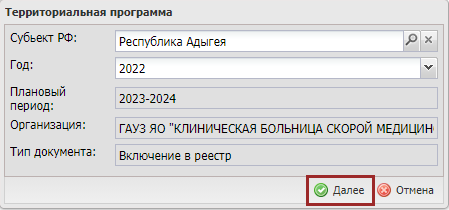 Территориальная программа
Субъект РФ: Республика Адыгея
Год: 2022
Плановый период: 2023-2024
Организация: ГАУЗ ЯО "КЛИНИЧЕСКАЯ БОЛЬНИЦА СКОРОЙ МЕДИЦИН
Тип документа: Включение в реестр
Далее Отмена